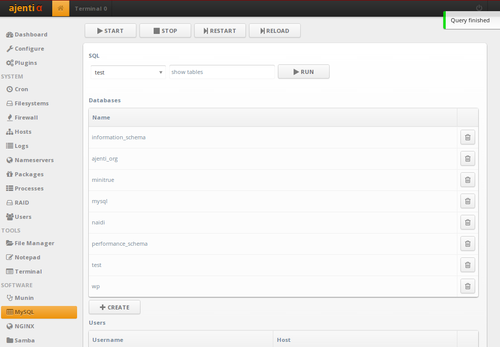 ajenti α
Terminal 0
Query finished
START
STOP
RESTART
RELOAD
SQL
test
show tables
RUN
Databases
Name
information_schema
ajenti_org
minitrue
mysql
naidi
performance_schema
test
wp
CREATE
Users
Username
Host
Dashboard
Configure
Plugins
SYSTEM
Cron
Filesystems
Firewall
Hosts
Logs
Nameservers
Packages
Processes
RAID
Users
TOOLS
File Manager
Notepad
Terminal
SOFTWARE
Munin
MySQL
NGINX
Samba